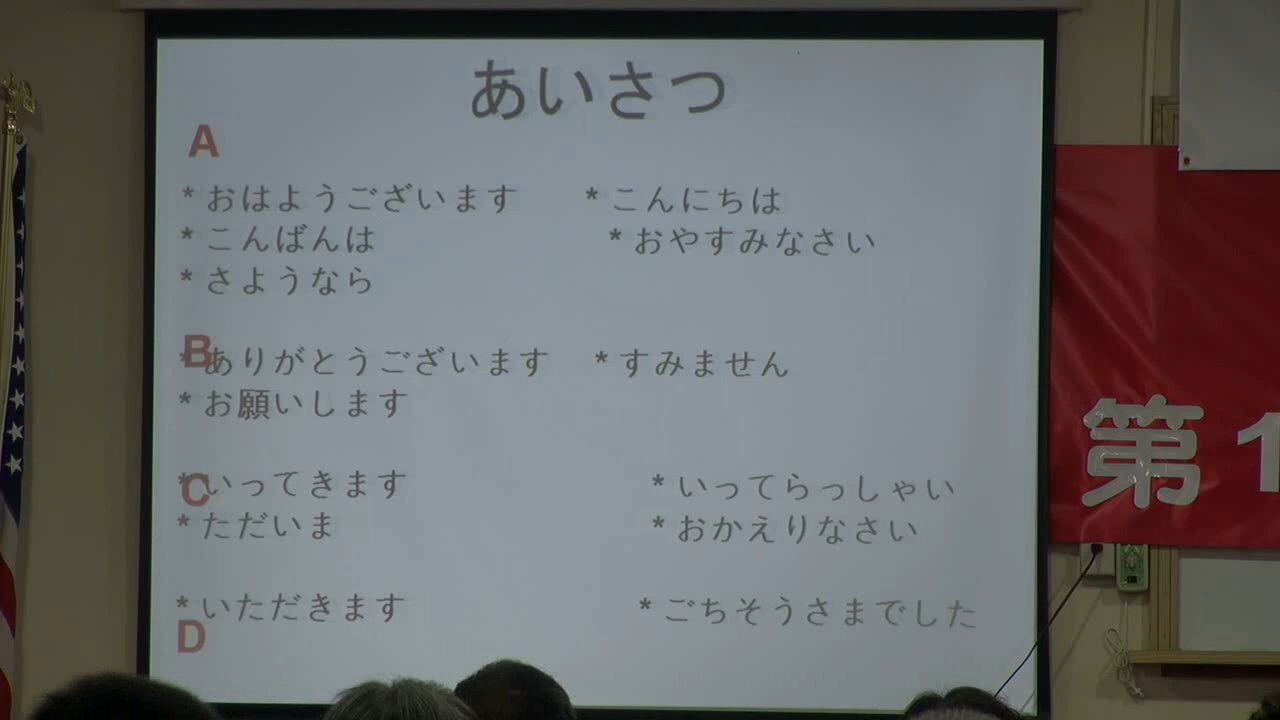 あいさつ
A
* おはようございます * こんにちは
* こんばんは * おやすみなさい
* さようなら
B
* ありがとうございます * すみません
* お願いします
C
* いってきます * いってらっしゃい
* ただいま * おかえりなさい
* いただきます * ごちそうさまでした
D
第1